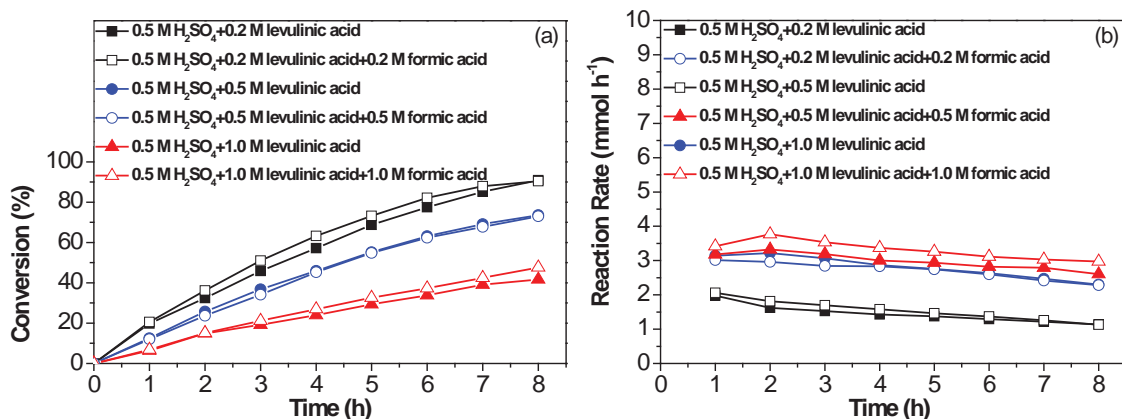 (a)
0.5 M H₂SO₄+0.2 M levulinic acid
0.5 M H₂SO₄+0.2 M levulinic acid+0.2 M formic acid
0.5 M H₂SO₄+0.5 M levulinic acid
0.5 M H₂SO₄+0.5 M levulinic acid+0.5 M formic acid
0.5 M H₂SO₄+1.0 M levulinic acid
0.5 M H₂SO₄+1.0 M levulinic acid+1.0 M formic acid
Conversion (%)
100
80
60
40
20
0
0 1 2 3 4 5 6 7 8
Time (h)
(b)
0.5 M H₂SO₄+0.2 M levulinic acid
0.5 M H₂SO₄+0.2 M levulinic acid+0.2 M formic acid
0.5 M H₂SO₄+0.5 M levulinic acid
0.5 M H₂SO₄+0.5 M levulinic acid+0.5 M formic acid
0.5 M H₂SO₄+1.0 M levulinic acid
0.5 M H₂SO₄+1.0 M levulinic acid+1.0 M formic acid
Reaction Rate (mmol h⁻¹)
10
9
8
7
6
5
4
3
2
1
0
0 1 2 3 4 5 6 7 8
Time (h)